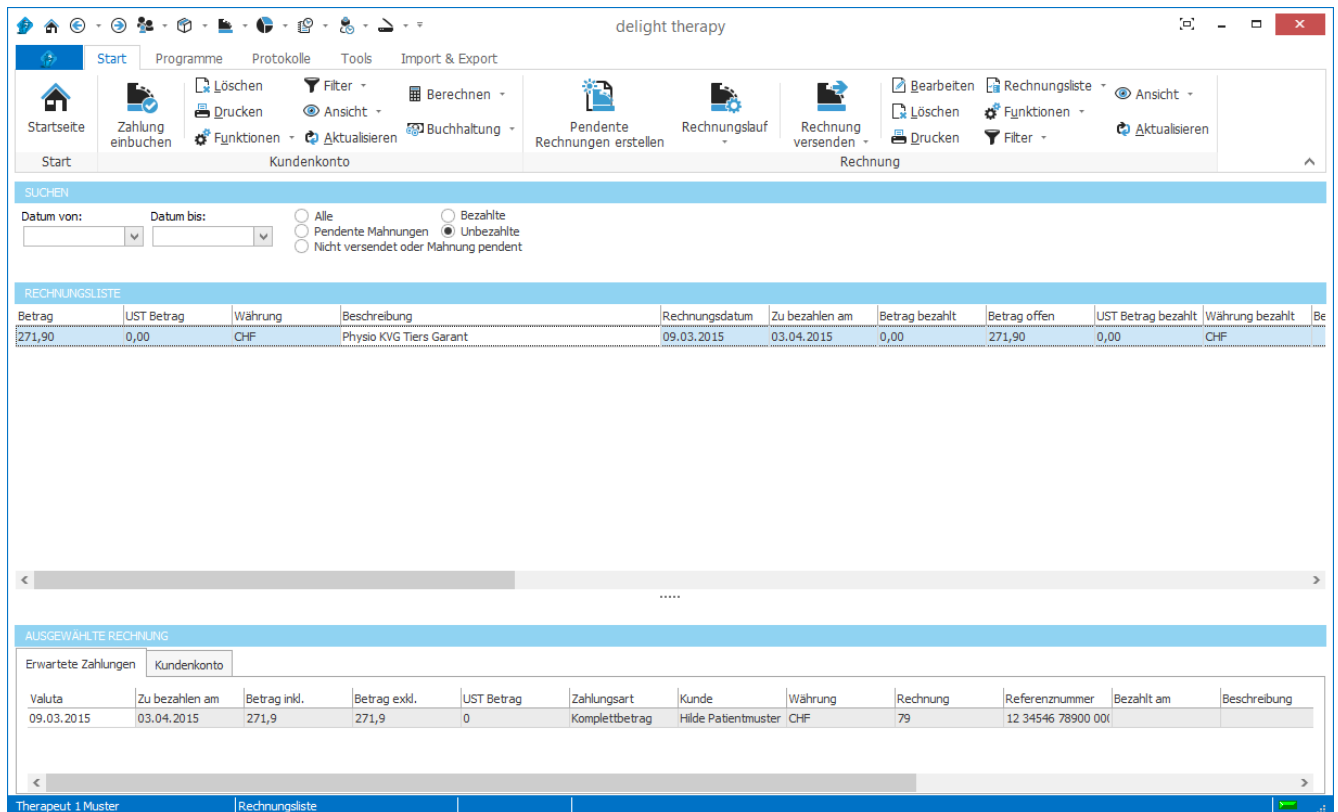 delight therapy
Start Programme Protokolle Tools Import & Export
Löschen Filter Berechnen Bearbeiten Rechnungsliste Ansicht
Drucken Ansicht Buchhaltung Löschen Funktionen Aktualisieren
Funktionen Aktualisieren Drucken Filter
Startseite Zahlung einbuchen Pendente Rechnungen erstellen Rechnungslauf Rechnung versenden
Start Kundenkonto Rechnung
SUCHEN
Datum von: Datum bis: Alle Bezahlte
Pendente Mahnungen Unbezahlte
Nicht versendet oder Mahnung pendent
RECHNUNGSLISTE
Betrag UST Betrag Währung Beschreibung Rechnungsdatum Zu bezahlen am Betrag bezahlt Betrag offen UST Betrag bezahlt Währung bezahlt Be
271,90 0,00 CHF Physio KVG Tiers Garant 09.03.2015 03.04.2015 0,00 271,90 0,00 CHF
AUSGEWÄHLTE RECHNUNG
Erwartete Zahlungen Kundenkonto
Valuta Zu bezahlen am Betrag inkl. Betrag exkl. UST Betrag Zahlungsart Kunde Währung Rechnung Referenznummer Bezahlt am Beschreibung
09.03.2015 03.04.2015 271,9 271,9 0 Komplettbetrag Hilde Patientmuster CHF 79 12 34546 78900 00
Therapeut 1 Muster Rechnungsliste